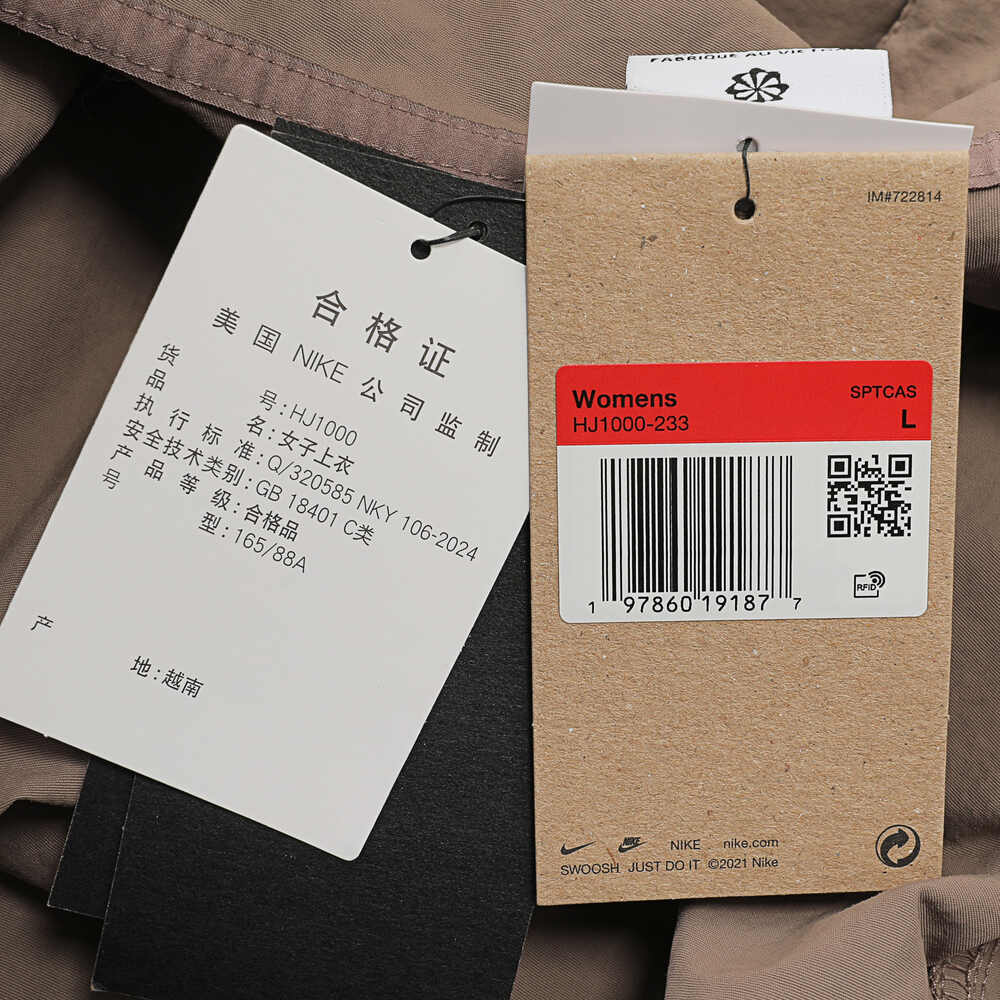 FABRIQUE AU VIETNAM
合格证
美国 NIKE 公司监制
货号:HJ1000
品名:女子上衣
执行标准:Q/320585 NKY 106-2024
安全技术类别:GB 18401 C类
产品等级:合格品
号型:165/88A
产地:越南
IM#722814
Womens SPTCAS
HJ1000-233 L
1 97860 19187 7
RFID
NIKE NIKE nike.com
SWOOSH JUST DO IT ©2021 Nike